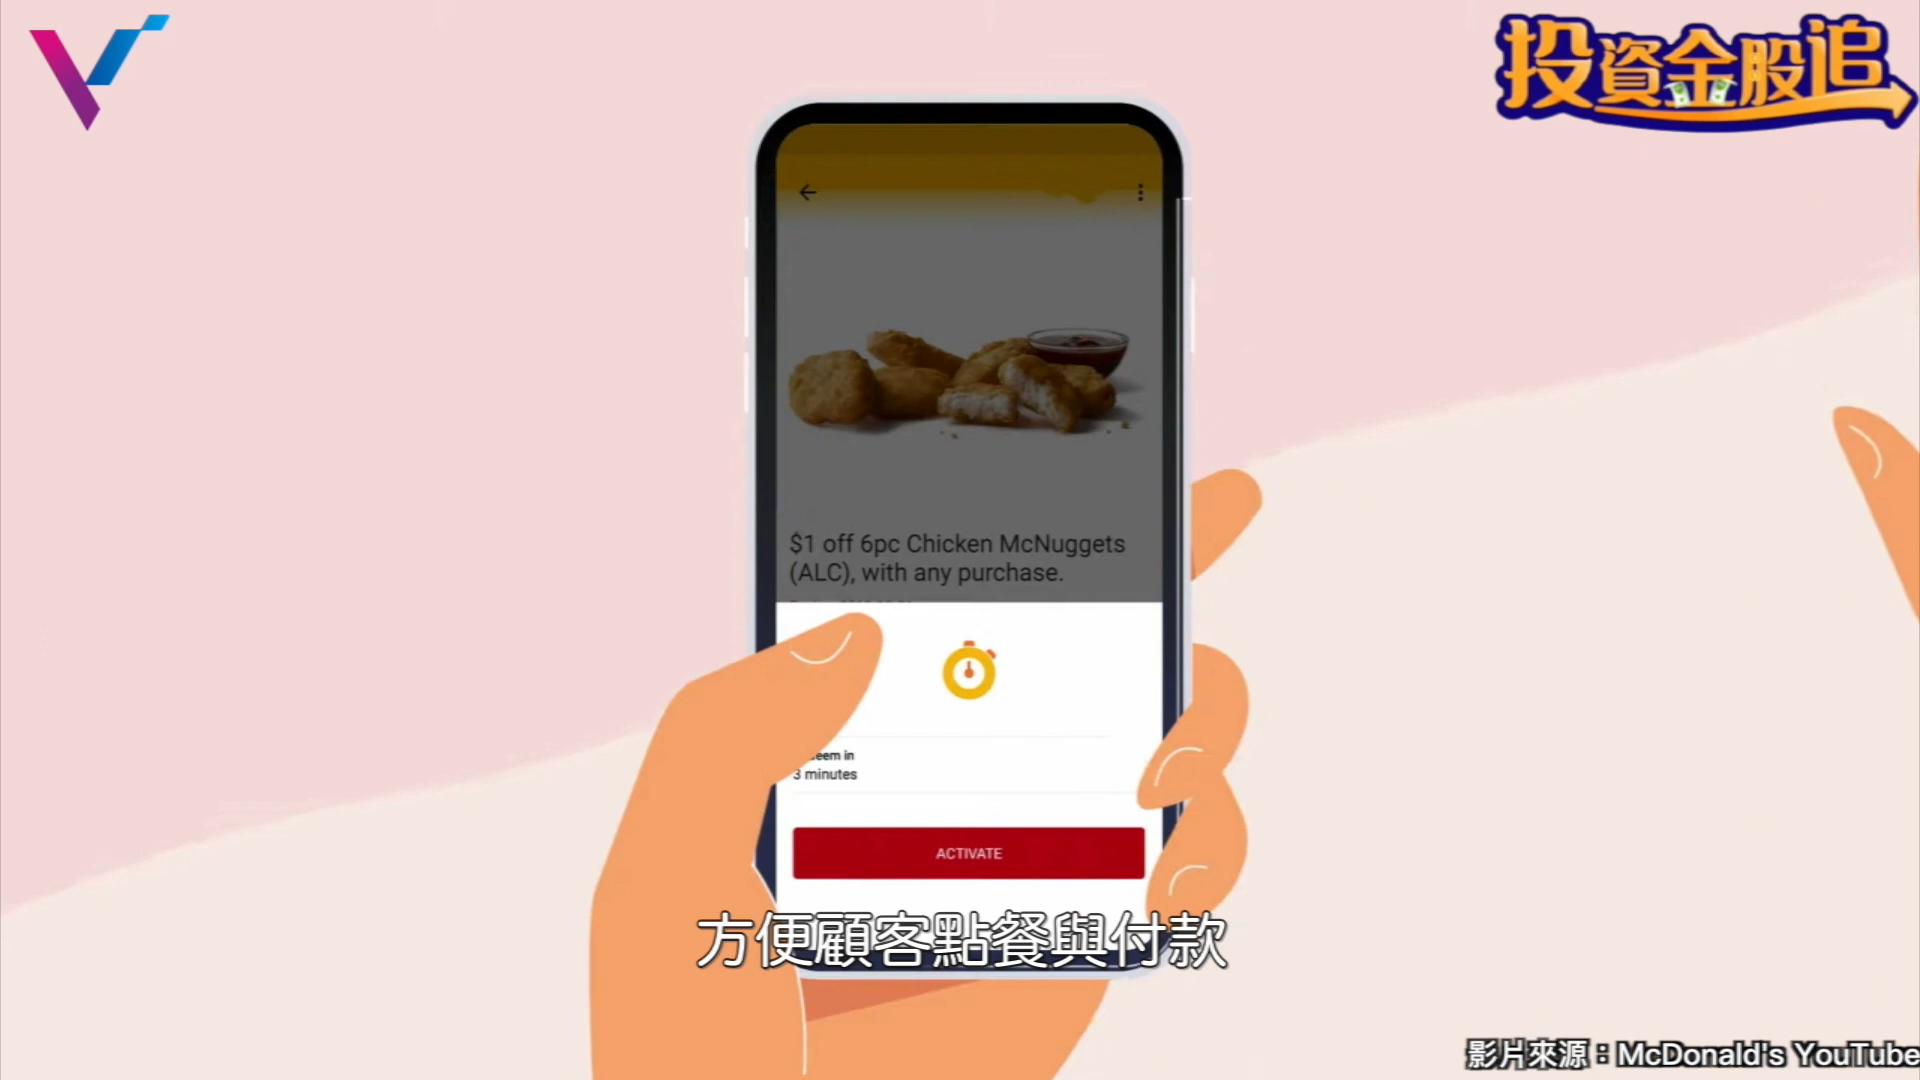 投資金股追
$1 off 6pc Chicken McNuggets
(ALC), with any purchase.
3 minutes
ACTIVATE
方便顧客點餐與付款
影片來源：McDonald's YouTube